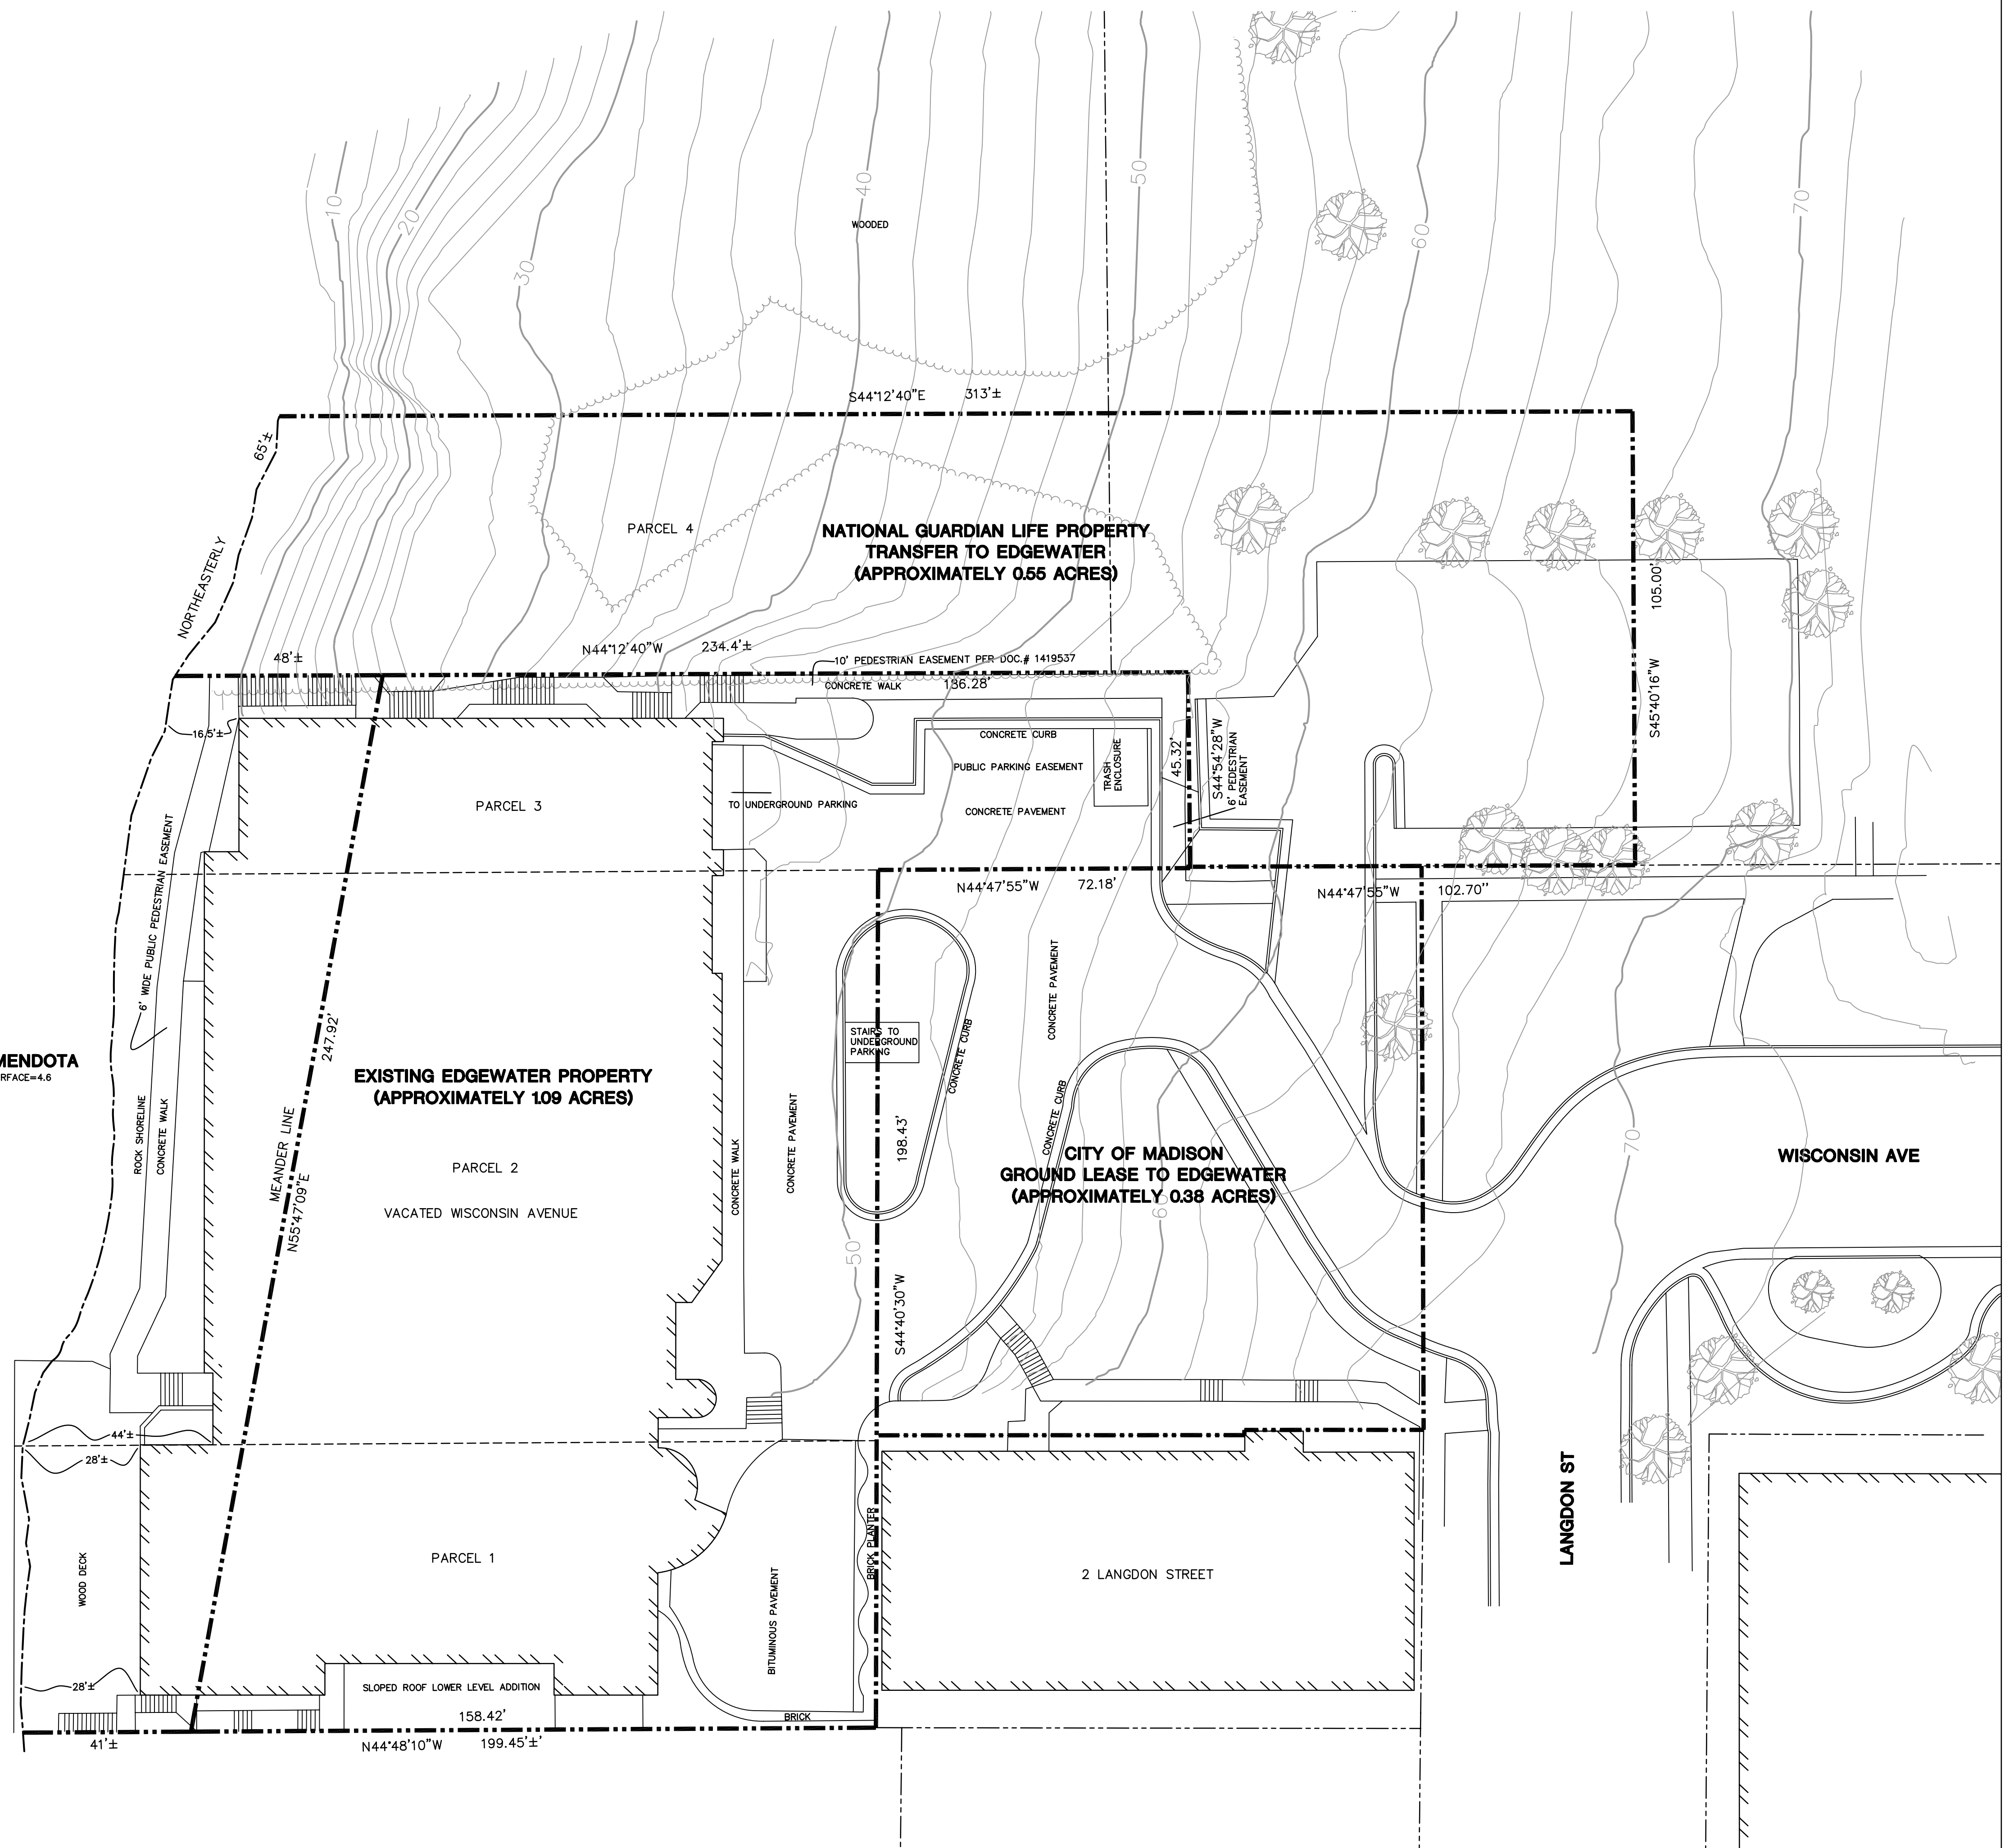 10
20
30
40
50
60
70
WOODED
S44°12'40"E 313'±
65'±
NORTHEASTERLY
PARCEL 4
NATIONAL GUARDIAN LIFE PROPERTY
TRANSFER TO EDGEWATER
(APPROXIMATELY 0.55 ACRES)
105.00'
S45°40'16"W
48'±
N44°12'40"W 234.4'±
10' PEDESTRIAN EASEMENT PER DOC.# 1419537
CONCRETE WALK
136.28'
16.5'±
CONCRETE CURB
PUBLIC PARKING EASEMENT
TRASH
ENCLOSURE
CONCRETE PAVEMENT
45.32'
S44°54'28"W
6' PEDESTRIAN
EASEMENT
PARCEL 3
TO UNDERGROUND PARKING
6' WIDE PUBLIC PEDESTRIAN EASEMENT
N44°47'55"W 72.18'
N44°47'55"W 102.70''
CONCRETE PAVEMENT
STAIRS TO
UNDERGROUND
PARKING
CONCRETE CURB
247.92'
MENDOTA
RFACE=4.6
EXISTING EDGEWATER PROPERTY
(APPROXIMATELY 1.09 ACRES)
ROCK SHORELINE
CONCRETE WALK
MEANDER LINE
N55°47'09"E
PARCEL 2
VACATED WISCONSIN AVENUE
CONCRETE WALK
CONCRETE PAVEMENT
198.43'
CONCRETE CURB
CITY OF MADISON
GROUND LEASE TO EDGEWATER
(APPROXIMATELY 0.38 ACRES)
WISCONSIN AVE
70
50
S44°40'30"W
44'±
28'±
WOOD DECK
PARCEL 1
BRICK PLANTER
BITUMINOUS PAVEMENT
2 LANGDON STREET
LANGDON ST
28'±
SLOPED ROOF LOWER LEVEL ADDITION
158.42'
BRICK
41'±
N44°48'10"W 199.45'±'